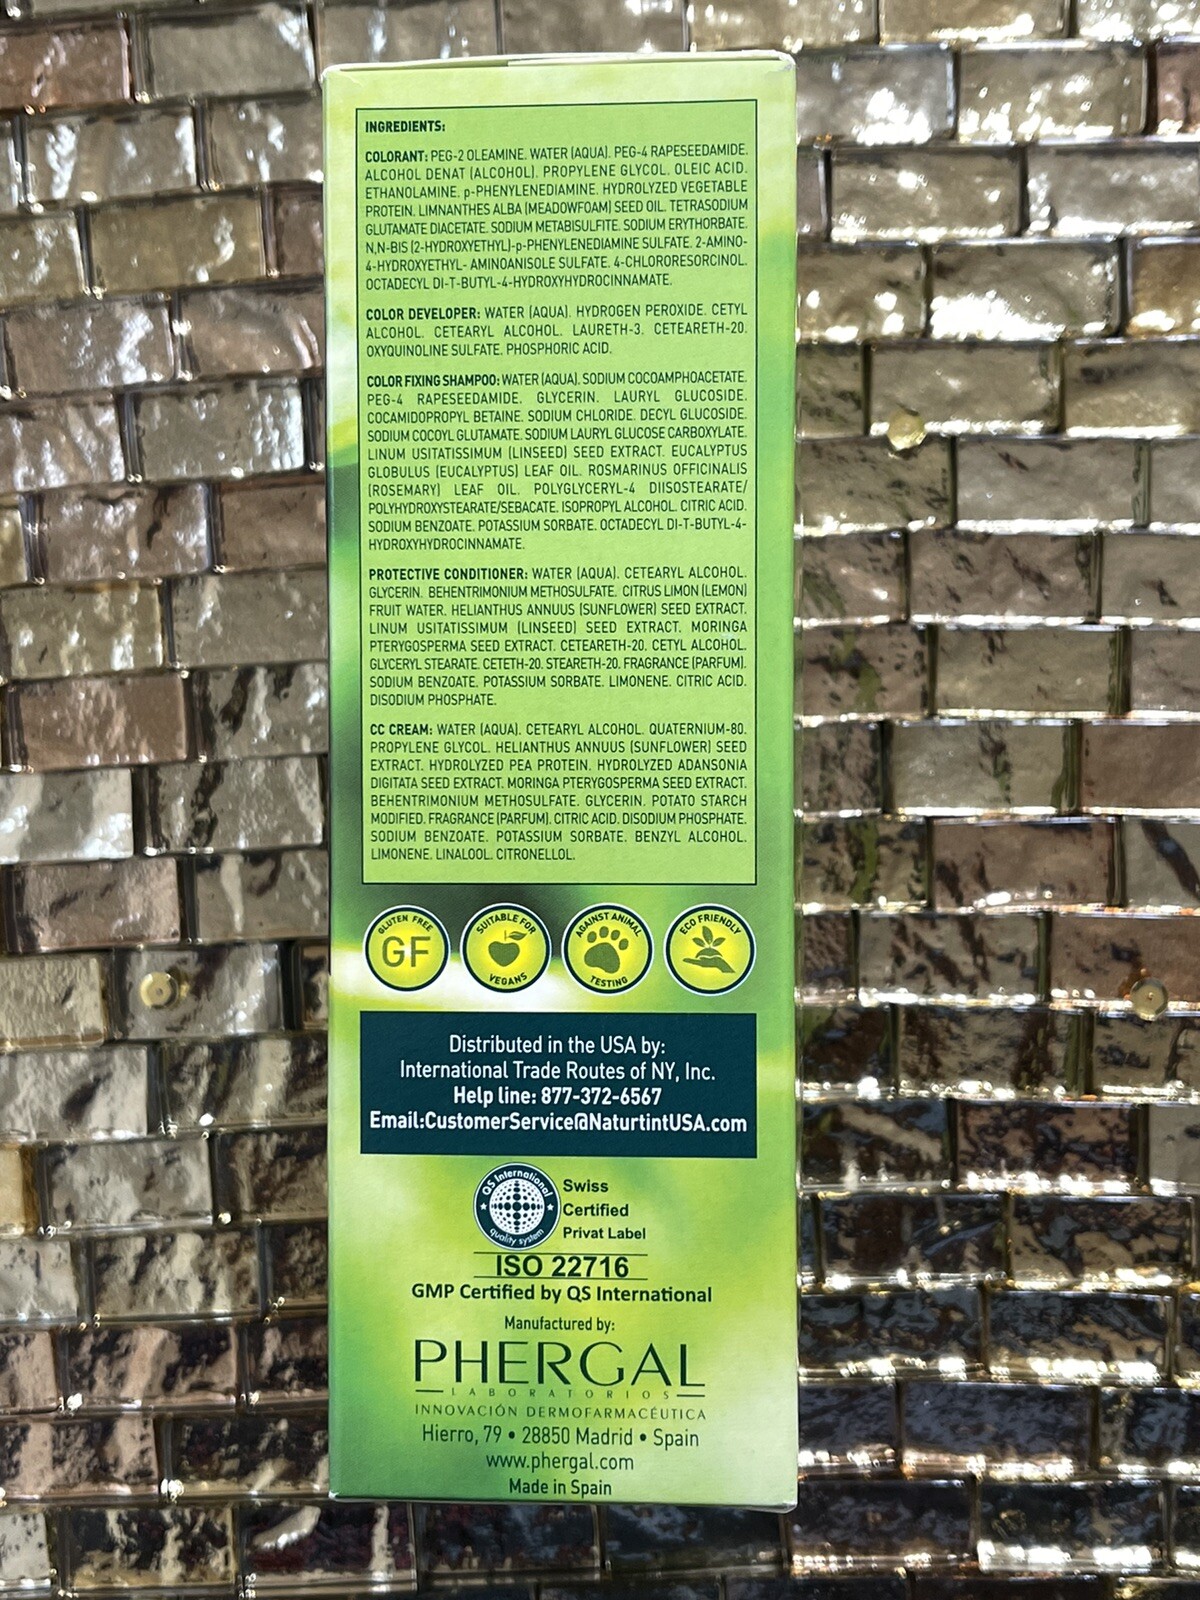 INGREDIENTS:
COLORANT: PEG-2 OLEAMINE. WATER (AQUA). PEG-4 RAPESEEDAMIDE.
ALCOHOL DENAT (ALCOHOL). PROPYLENE GLYCOL. OLEIC ACID.
ETHANOLAMINE. p-PHENYLENEDIAMINE. HYDROLYZED VEGETABLE
PROTEIN. LIMNANTHES ALBA (MEADOWFOAM) SEED OIL. TETRASODIUM
GLUTAMATE DIACETATE. SODIUM METABISULFITE. SODIUM ERYTHORBATE.
N,N-BIS (2-HYDROXYETHYL)-p-PHENYLENEDIAMINE SULFATE. 2-AMINO-
4-HYDROXYETHYL- AMINOANISOLE SULFATE. 4-CHLORORESORCINOL.
OCTADECYL DI-T-BUTYL-4-HYDROXYHYDROCINNAMATE.
COLOR DEVELOPER: WATER (AQUA). HYDROGEN PEROXIDE. CETYL
ALCOHOL. CETEARYL ALCOHOL. LAURETH-3. CETEARETH-20.
OXYQUINOLINE SULFATE. PHOSPHORIC ACID.
COLOR FIXING SHAMPOO: WATER (AQUA). SODIUM COCOAMPHOACETATE.
PEG-4 RAPESEEDAMIDE. GLYCERIN. LAURYL GLUCOSIDE.
COCAMIDOPROPYL BETAINE. SODIUM CHLORIDE. DECYL GLUCOSIDE.
SODIUM COCOYL GLUTAMATE. SODIUM LAURYL GLUCOSE CARBOXYLATE.
LINUM USITATISSIMUM (LINSEED) SEED EXTRACT. EUCALYPTUS
GLOBULUS (EUCALYPTUS) LEAF OIL. ROSMARINUS OFFICINALIS
(ROSEMARY) LEAF OIL. POLYGLYCERYL-4 DIISOSTEARATE/
POLYHYDROXYSTEARATE/SEBACATE. ISOPROPYL ALCOHOL. CITRIC ACID.
SODIUM BENZOATE. POTASSIUM SORBATE. OCTADECYL DI-T-BUTYL-4-
HYDROXYHYDROCINNAMATE.
PROTECTIVE CONDITIONER: WATER (AQUA). CETEARYL ALCOHOL.
GLYCERIN. BEHENTRIMONIUM METHOSULFATE. CITRUS LIMON (LEMON)
FRUIT WATER. HELIANTHUS ANNUUS (SUNFLOWER) SEED EXTRACT.
LINUM USITATISSIMUM (LINSEED) SEED EXTRACT. MORINGA
PTERYGOSPERMA SEED EXTRACT. CETEARETH-20. CETYL ALCOHOL.
GLYCERYL STEARATE. CETETH-20. STEARETH-20. FRAGRANCE (PARFUM).
SODIUM BENZOATE. POTASSIUM SORBATE. LIMONENE. CITRIC ACID.
DISODIUM PHOSPHATE.
CC CREAM: WATER (AQUA). CETEARYL ALCOHOL. QUATERNIUM-80.
PROPYLENE GLYCOL. HELIANTHUS ANNUUS (SUNFLOWER) SEED
EXTRACT. HYDROLYZED PEA PROTEIN. HYDROLYZED ADANSONIA
DIGITATA SEED EXTRACT. MORINGA PTERYGOSPERMA SEED EXTRACT.
BEHENTRIMONIUM METHOSULFATE. GLYCERIN. POTATO STARCH
MODIFIED. FRAGRANCE (PARFUM). CITRIC ACID. DISODIUM PHOSPHATE.
SODIUM BENZOATE. POTASSIUM SORBATE. BENZYL ALCOHOL.
LIMONENE. LINALOOL. CITRONELLOL.
GLUTEN FREE
GF
SUITABLE FOR
VEGANS
AGAINST ANIMAL
TESTING
ECO FRIENDLY
Distributed in the USA by:
International Trade Routes of NY, Inc.
Help line: 877-372-6567
Email:CustomerService@NaturtintUSA.com
QS International
quality system
Swiss
Certified
Privat Label
ISO 22716
GMP Certified by QS International
Manufactured by:
PHERGAL
LABORATORIOS
INNOVACIÓN DERMOFARMACÉUTICA
Hierro, 79 • 28850 Madrid • Spain
www.phergal.com
Made in Spain